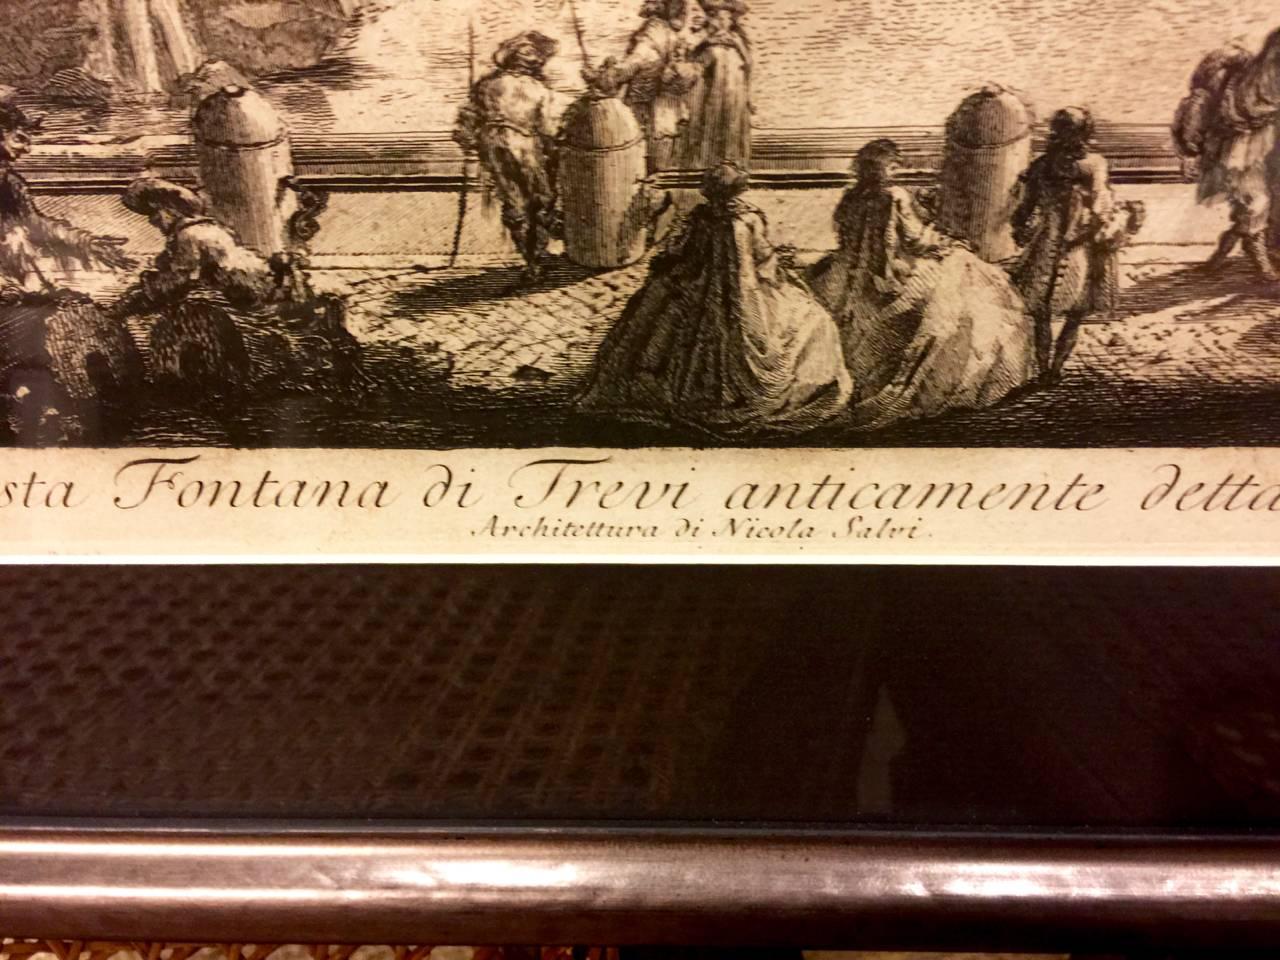 sta Fontana di Trevi anticamente detta
Architettura di Nicola Salvi.